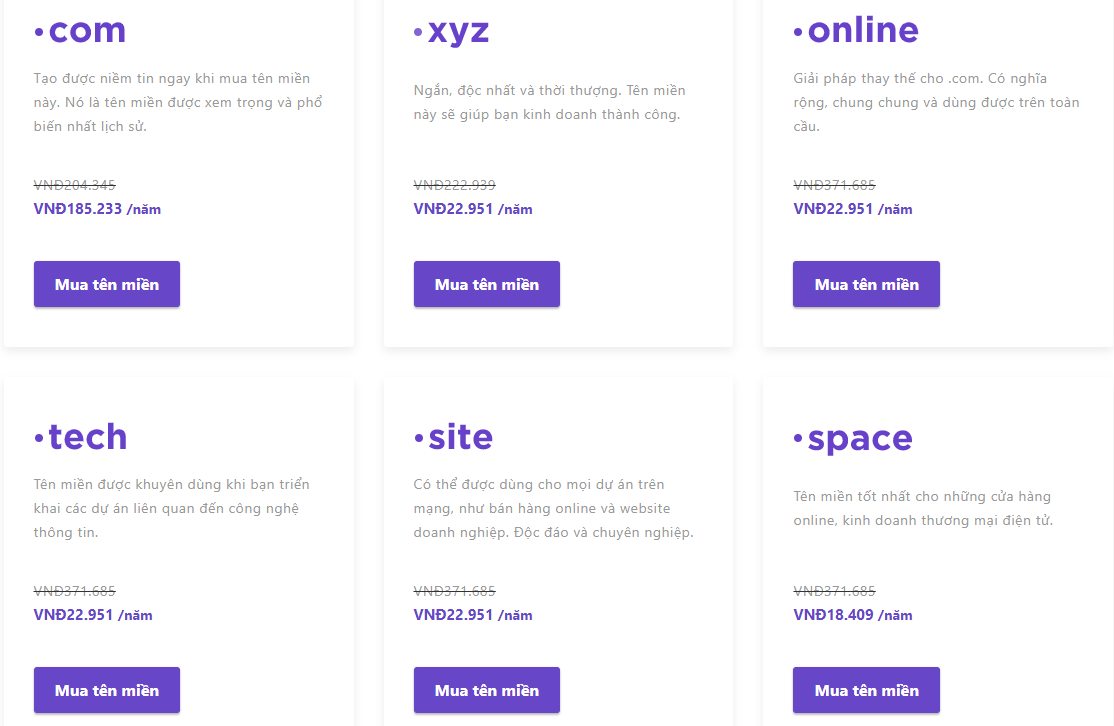 •com
Tạo được niềm tin ngay khi mua tên miền
này. Nó là tên miền được xem trọng và phổ
biến nhất lịch sử.
VNĐ204.345
VNĐ185.233 /năm
Mua tên miền
•xyz
Ngắn, độc nhất và thời thượng. Tên miền
này sẽ giúp bạn kinh doanh thành công.
VNĐ222.939
VNĐ22.951 /năm
Mua tên miền
•online
Giải pháp thay thế cho .com. Có nghĩa
rộng, chung chung và dùng được trên toàn
cầu.
VNĐ371.685
VNĐ22.951 /năm
Mua tên miền
•tech
Tên miền được khuyên dùng khi bạn triển
khai các dự án liên quan đến công nghệ
thông tin.
VNĐ371.685
VNĐ22.951 /năm
Mua tên miền
•site
Có thể được dùng cho mọi dự án trên
mạng, như bán hàng online và website
doanh nghiệp. Độc đáo và chuyên nghiệp.
VNĐ371.685
VNĐ22.951 /năm
Mua tên miền
•space
Tên miền tốt nhất cho những cửa hàng
online, kinh doanh thương mại điện tử.
VNĐ371.685
VNĐ18.409 /năm
Mua tên miền